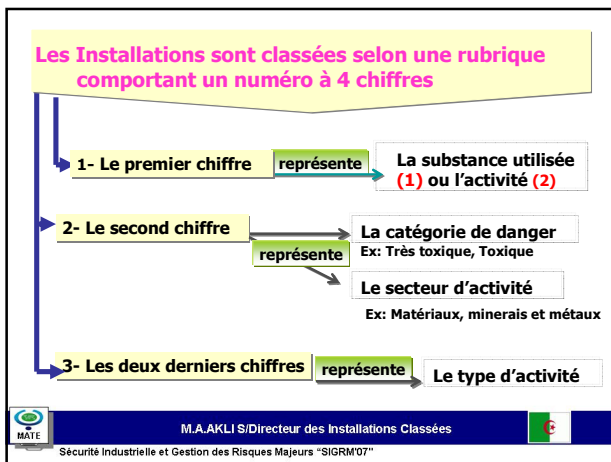 Les Installations sont classées selon une rubrique
comportant un numéro à 4 chiffres
1- Le premier chiffre
représente
La substance utilisée
(1) ou l'activité (2)
2- Le second chiffre
représente
La catégorie de danger
Ex: Très toxique, Toxique
Le secteur d'activité
Ex: Matériaux, minerais et métaux
3- Les deux derniers chiffres
représente
Le type d'activité
MATE
M.A.AKLI S/Directeur des Installations Classées
Sécurité Industrielle et Gestion des Risques Majeurs "SIGRM'07"